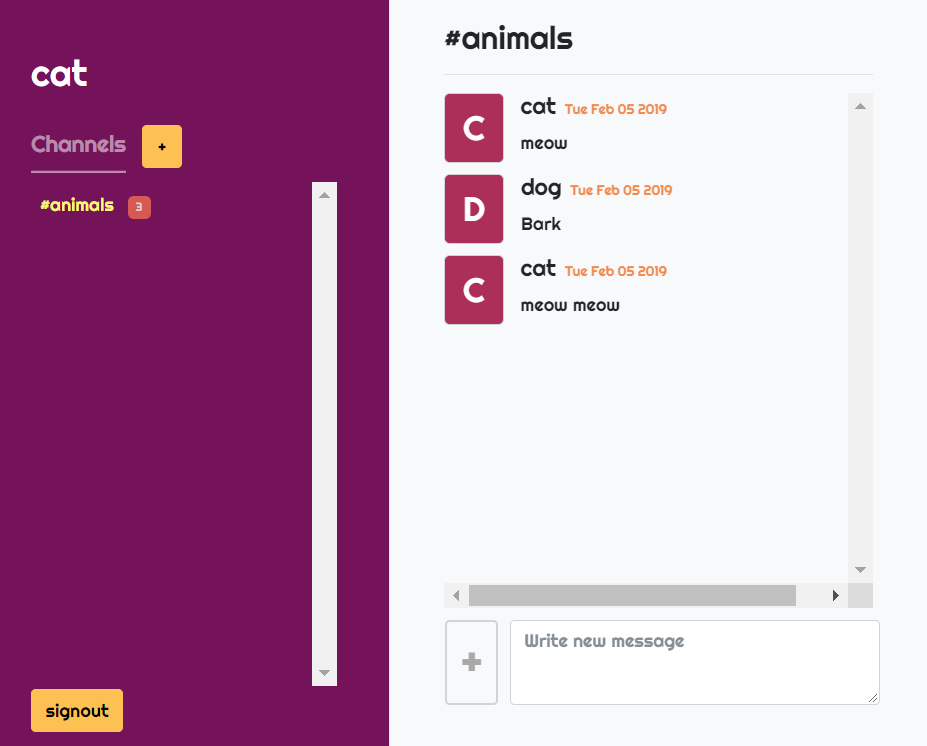 cat
Channels +
#animals 3
signout
#animals
C cat Tue Feb 05 2019
meow
D dog Tue Feb 05 2019
Bark
C cat Tue Feb 05 2019
meow meow
Write new message